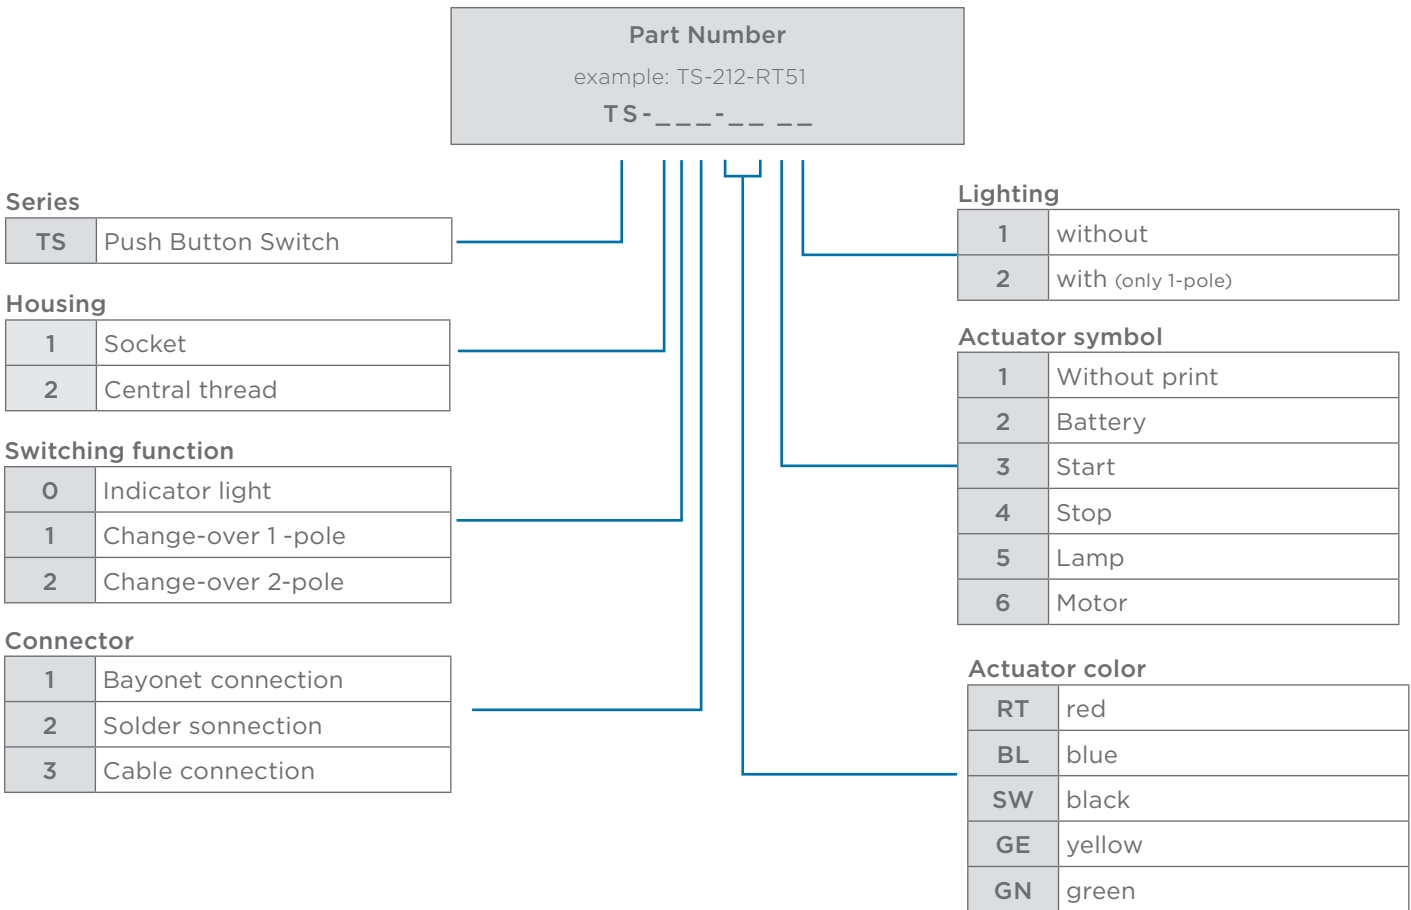 Part Number
example: TS-212-RT51
TS-___-__ __
Series
TS Push Button Switch
Housing
1 Socket
2 Central thread
Switching function
0 Indicator light
1 Change-over 1 -pole
2 Change-over 2-pole
Connector
1 Bayonet connection
2 Solder sonnection
3 Cable connection
Lighting
1 without
2 with (only 1-pole)
Actuator symbol
1 Without print
2 Battery
3 Start
4 Stop
5 Lamp
6 Motor
Actuator color
RT red
BL blue
SW black
GE yellow
GN green